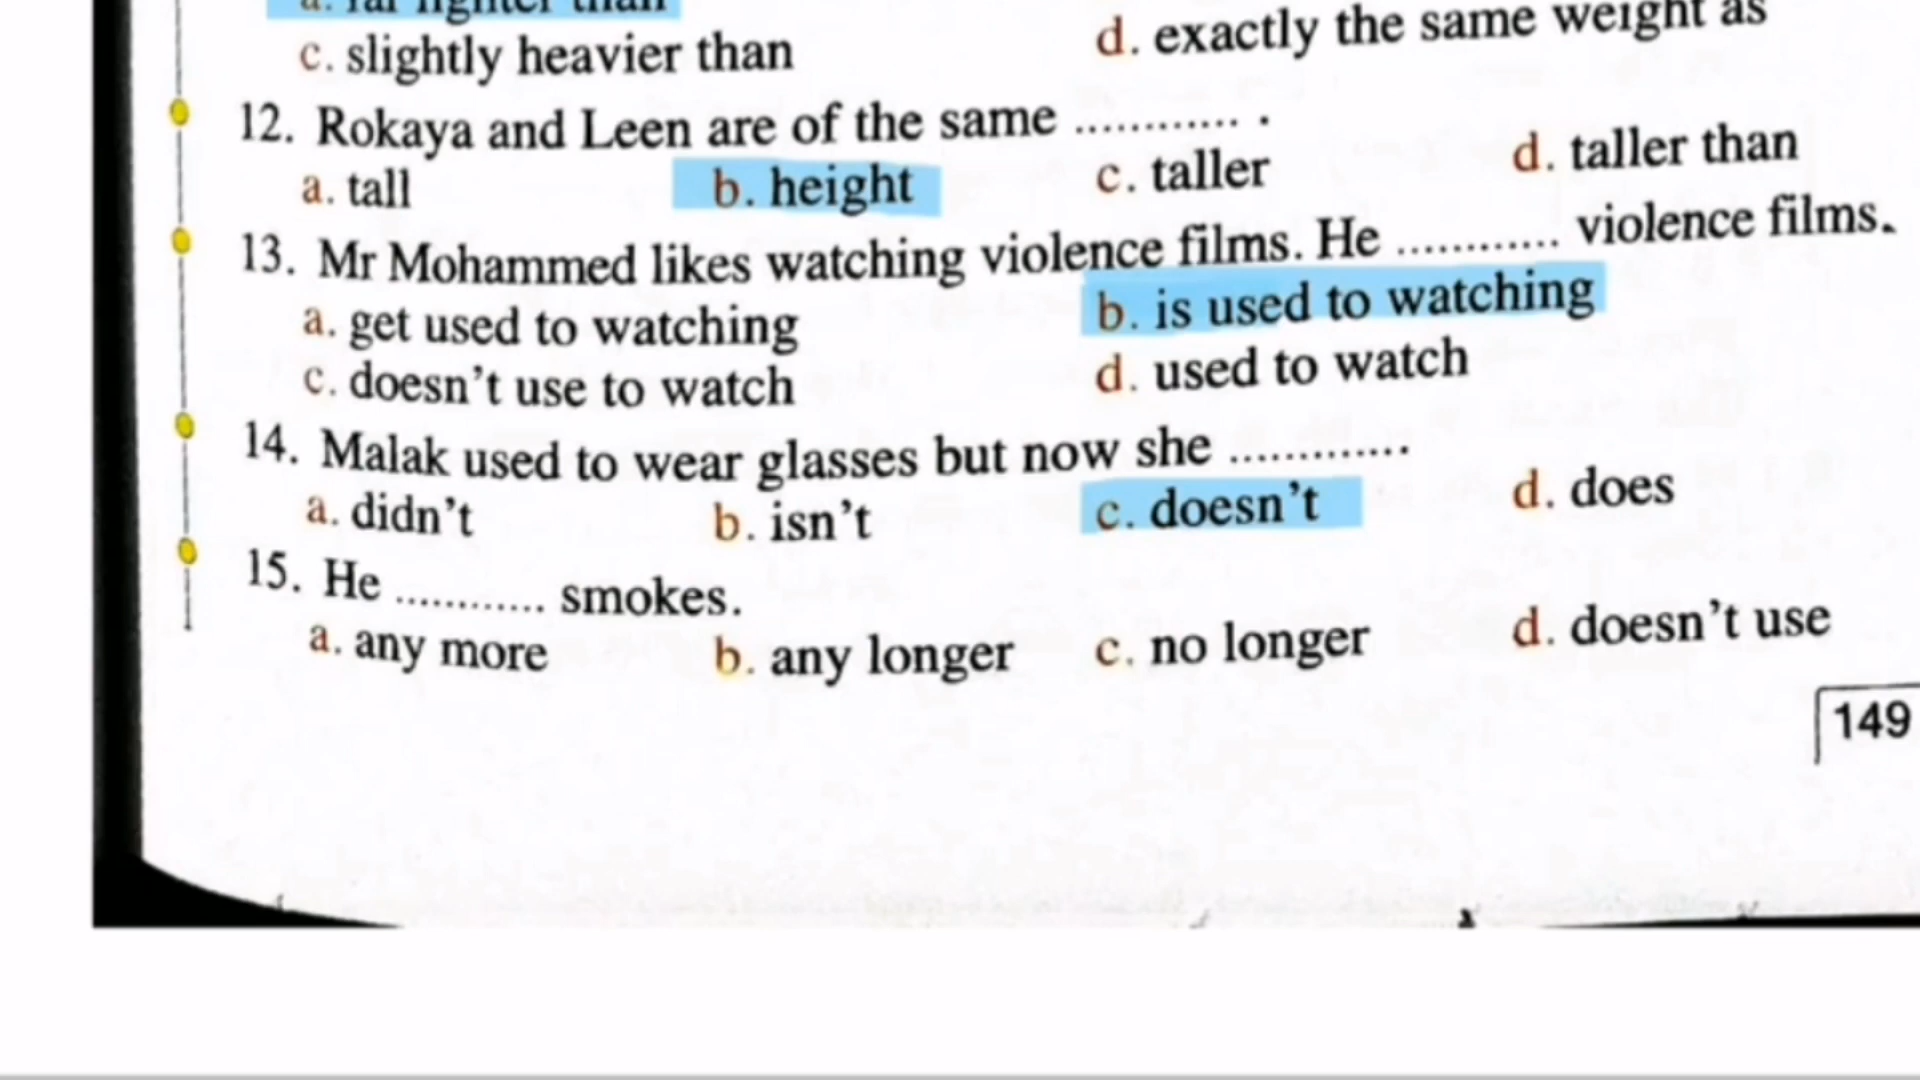 a. far lighter than
c. slightly heavier than d. exactly the same weight as
12. Rokaya and Leen are of the same ............ .
a. tall b. height c. taller d. taller than
13. Mr Mohammed likes watching violence films. He ............ violence films.
a. get used to watching b. is used to watching
c. doesn't use to watch d. used to watch
14. Malak used to wear glasses but now she .............
a. didn't b. isn't c. doesn't d. does
15. He ........... smokes.
a. any more b. any longer c. no longer d. doesn't use
149